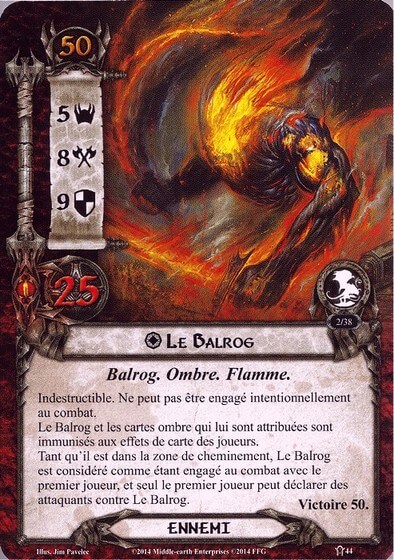 50
5
8
9
25
2/38
Le Balrog
Balrog. Ombre. Flamme.
Indestructible. Ne peut pas être engagé intentionnellement
au combat.
Le Balrog et les cartes ombre qui lui sont attribuées sont
immunisés aux effets de carte des joueurs.
Tant qu'il est dans la zone de cheminement, Le Balrog
est considéré comme étant engagé au combat avec le
premier joueur, et seul le premier joueur peut déclarer des
attaquants contre Le Balrog.
Victoire 50.
ENNEMI
Illus. Jim Pavelec ©2014 Middle-earth Enterprises ©2014 FFG 44